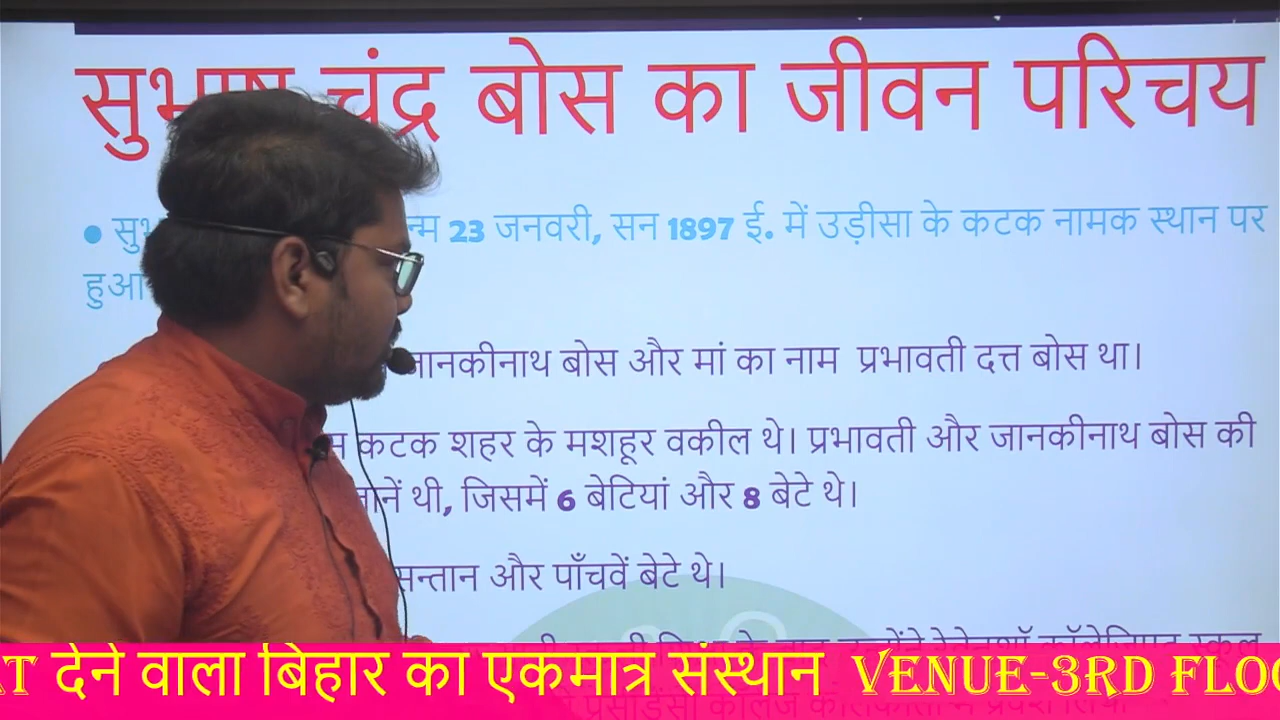 सुभाष चंद्र बोस का जीवन परिचय
• सु 23 जनवरी, सन 1897 ई. में उड़ीसा के कटक नामक स्थान पर
हुआ
जानकीनाथ बोस और मां का नाम प्रभावती दत्त बोस था।
कटक शहर के मशहूर वकील थे। प्रभावती और जानकीनाथ बोस की
थी, जिसमें 6 बेटियां और 8 बेटे थे।
सन्तान और पाँचवें बेटे थे।
देने वाला बिहार का एकमात्र संस्थान VENUE-3RD FLOO